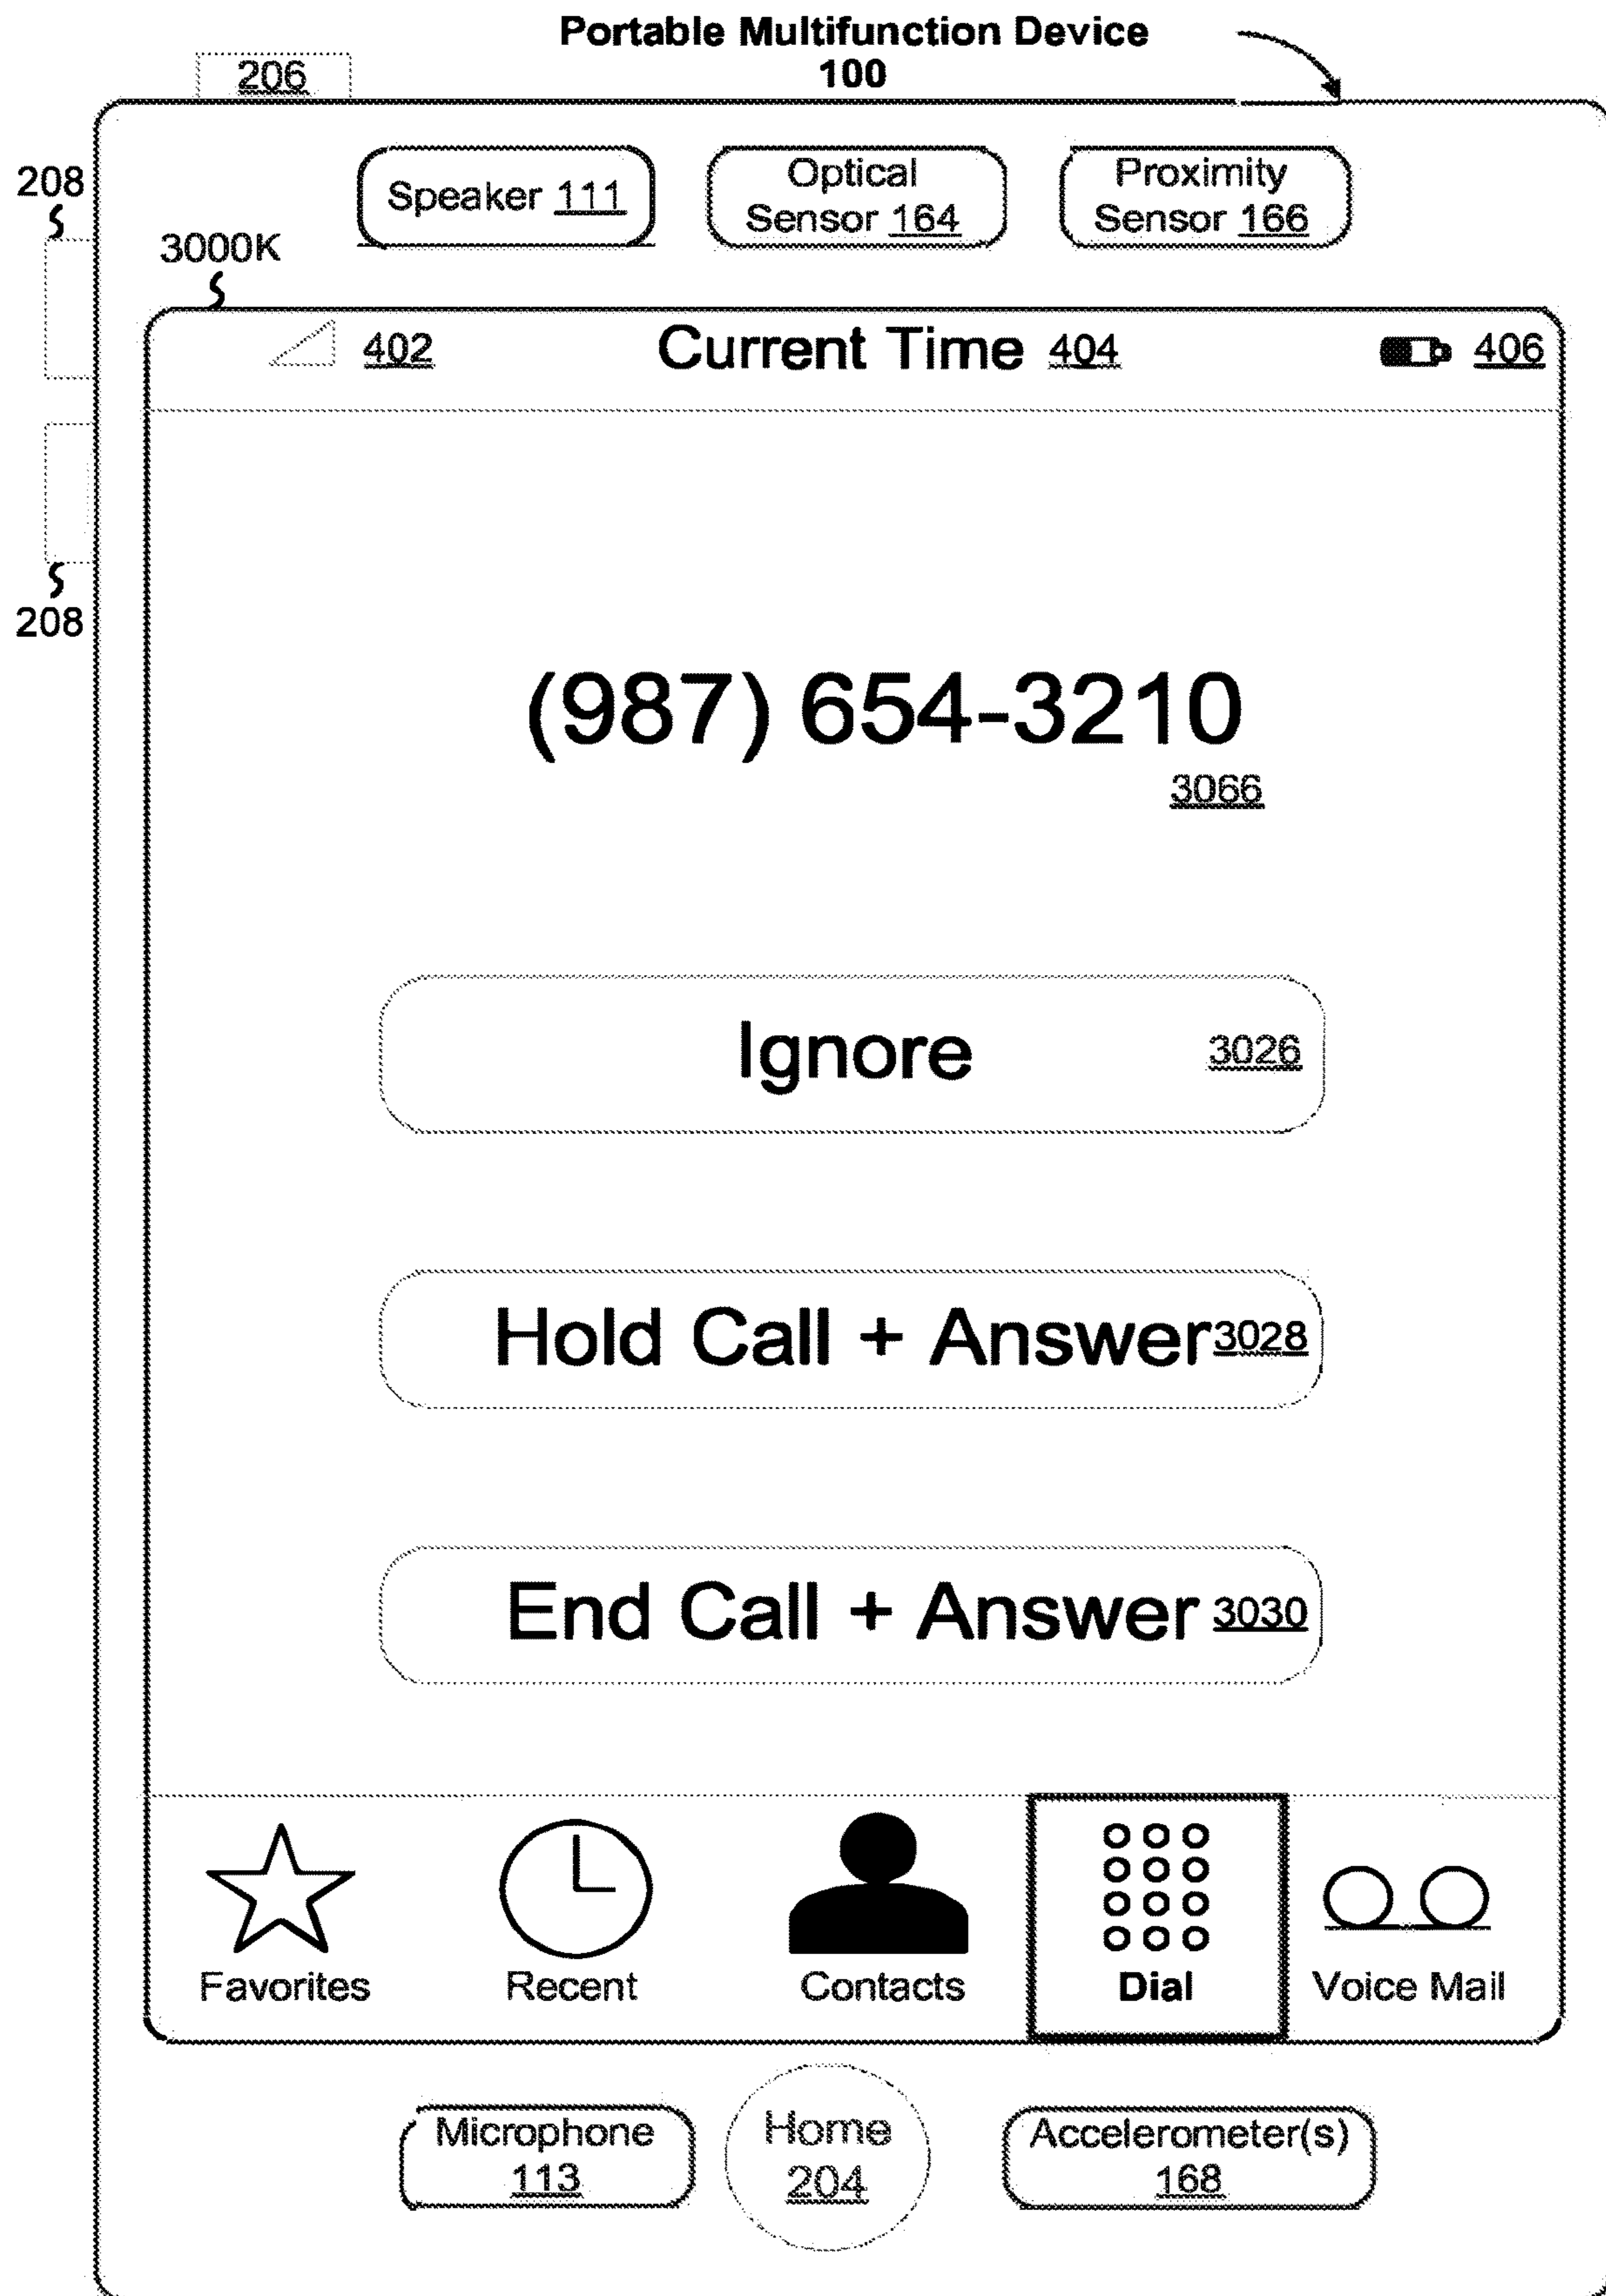 Portable Multifunction Device
100
206
208
3000K
Speaker 111
Optical
Sensor 164
Proximity
Sensor 166
402
Current Time 404
406
208
(987) 654-3210
3066
Ignore 3026
Hold Call + Answer 3028
End Call + Answer 3030
Favorites
Recent
Contacts
Dial
Voice Mail
Microphone
113
Home
204
Accelerometer(s)
168